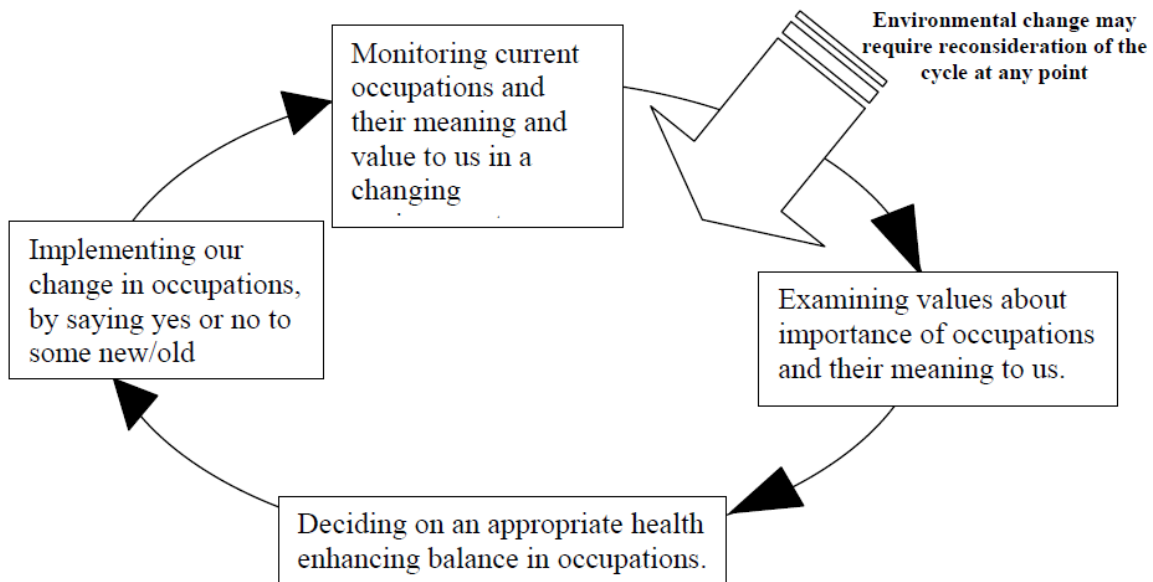 Environmental change may
require reconsideration of the
cycle at any point
Monitoring current
occupations and
their meaning and
value to us in a
changing
Examining values about
importance of occupations
and their meaning to us.
Deciding on an appropriate health
enhancing balance in occupations.
Implementing our
change in occupations,
by saying yes or no to
some new/old